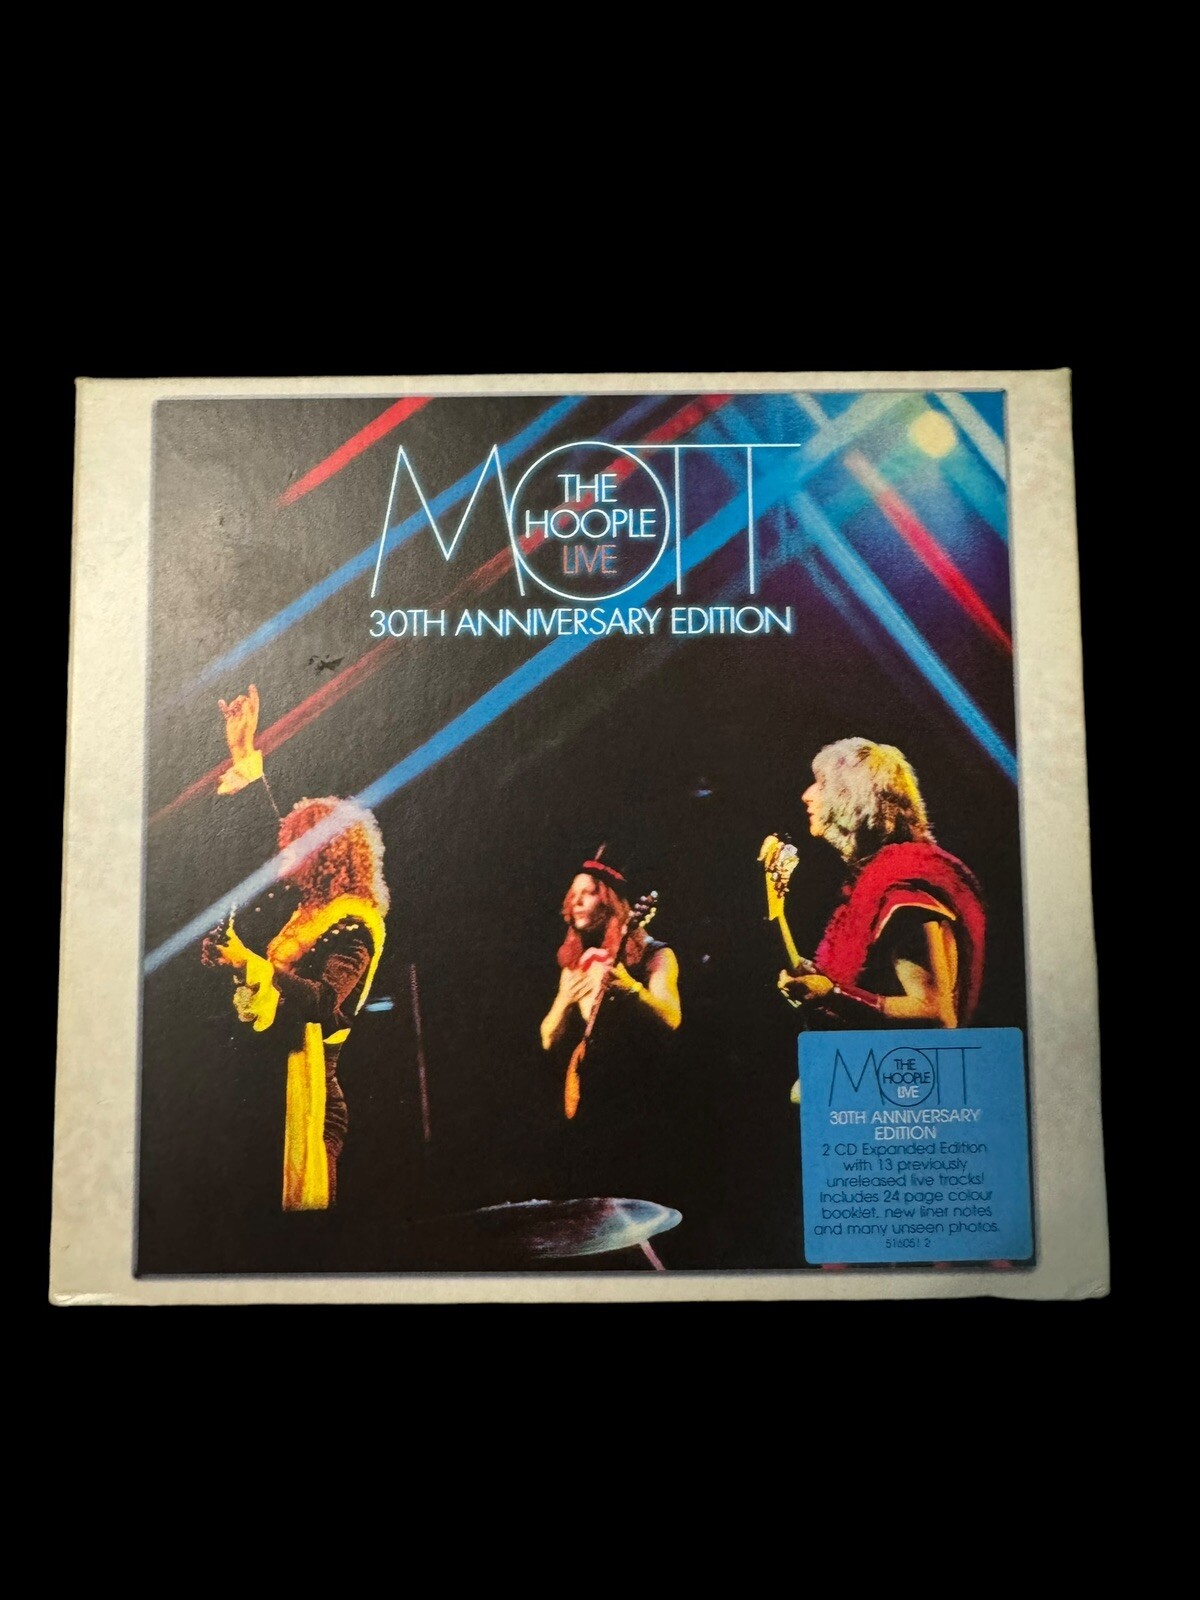 MOTT
THE
HOOPLE
LIVE
30TH ANNIVERSARY EDITION
MOTT
THE
HOOPLE
LIVE
30TH ANNIVERSARY
EDITION
2 CD Expanded Edition
with 13 previously
unreleased live tracks!
Includes 24 page colour
booklet, new liner notes
and many unseen photos.
516051 2